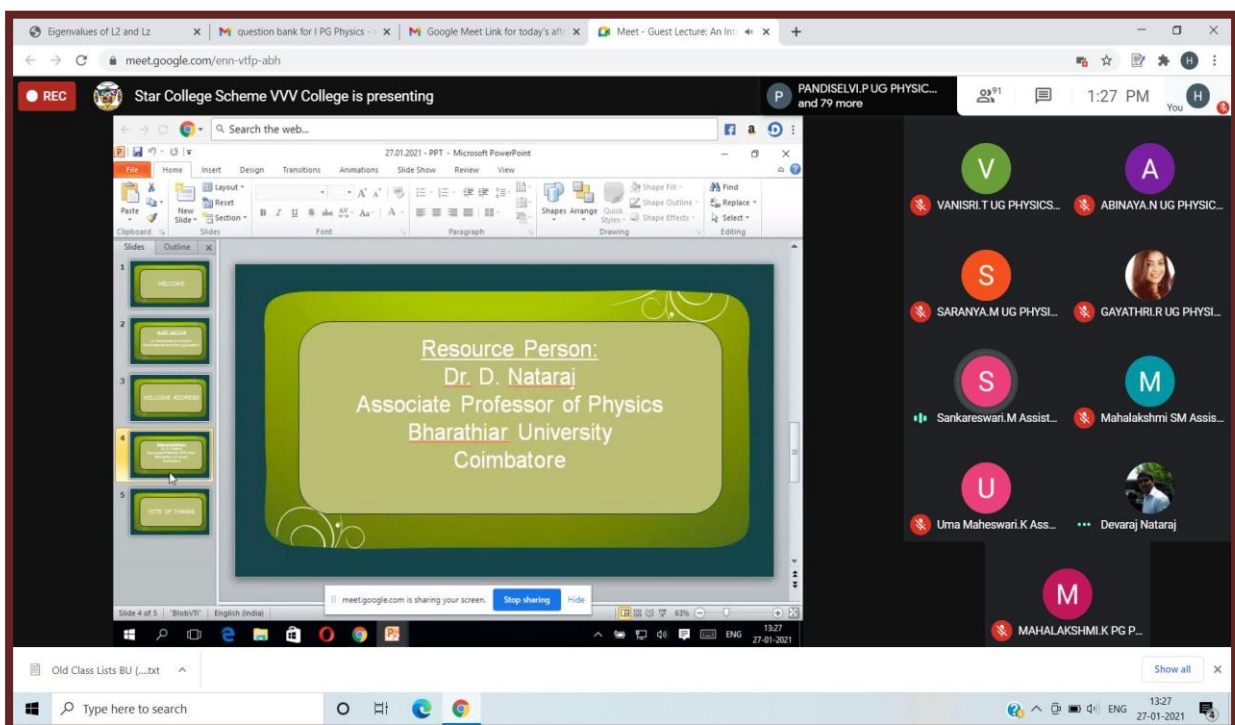 Eigenvalues of L2 and Lz
question bank for I PG Physics -
Google Meet Link for today's aft
Meet - Guest Lecture: An Int
meet.google.com/enn-vtfp-abh
REC
Star College Scheme VVV College is presenting
P
PANDISELVI.P UG PHYSIC...
and 79 more
91
1:27 PM
You
H
Search the web...
27.01.2021 - PPT - Microsoft PowerPoint
File Home Insert Design Transitions Animations Slide Show Review View
Paste
New
Slide
Layout
Reset
Section
Shapes Arrange Quick
Styles
Shape Fill
Shape Outline
Shape Effects
Find
Replace
Select
Clipboard Slides Font Paragraph Drawing Editing
Slides Outline
1
WELCOME
2
3
WELCOME ADDRESS
4
5
VOTE OF THANKS
Resource Person:
Dr. D. Nataraj
Associate Professor of Physics
Bharathiar University
Coimbatore
V
VANISRI.T UG PHYSICS...
A
ABINAYA.N UG PHYSIC...
S
SARANYA.M UG PHYSI...
GAYATHRI.R UG PHYSI...
S
Sankareswari.M Assist...
M
Mahalakshmi SM Assis...
U
Uma Maheswari.K Ass...
Devaraj Nataraj
M
MAHALAKSHMI.K PG P...
meet.google.com is sharing your screen. Stop sharing Hide
Slide 4 of 5 "BlobVTI" English (India) 63%
ENG
13:27
27-01-2021
Old Class Lists BU (....txt
Show all
Type here to search
ENG
13:27
27-01-2021